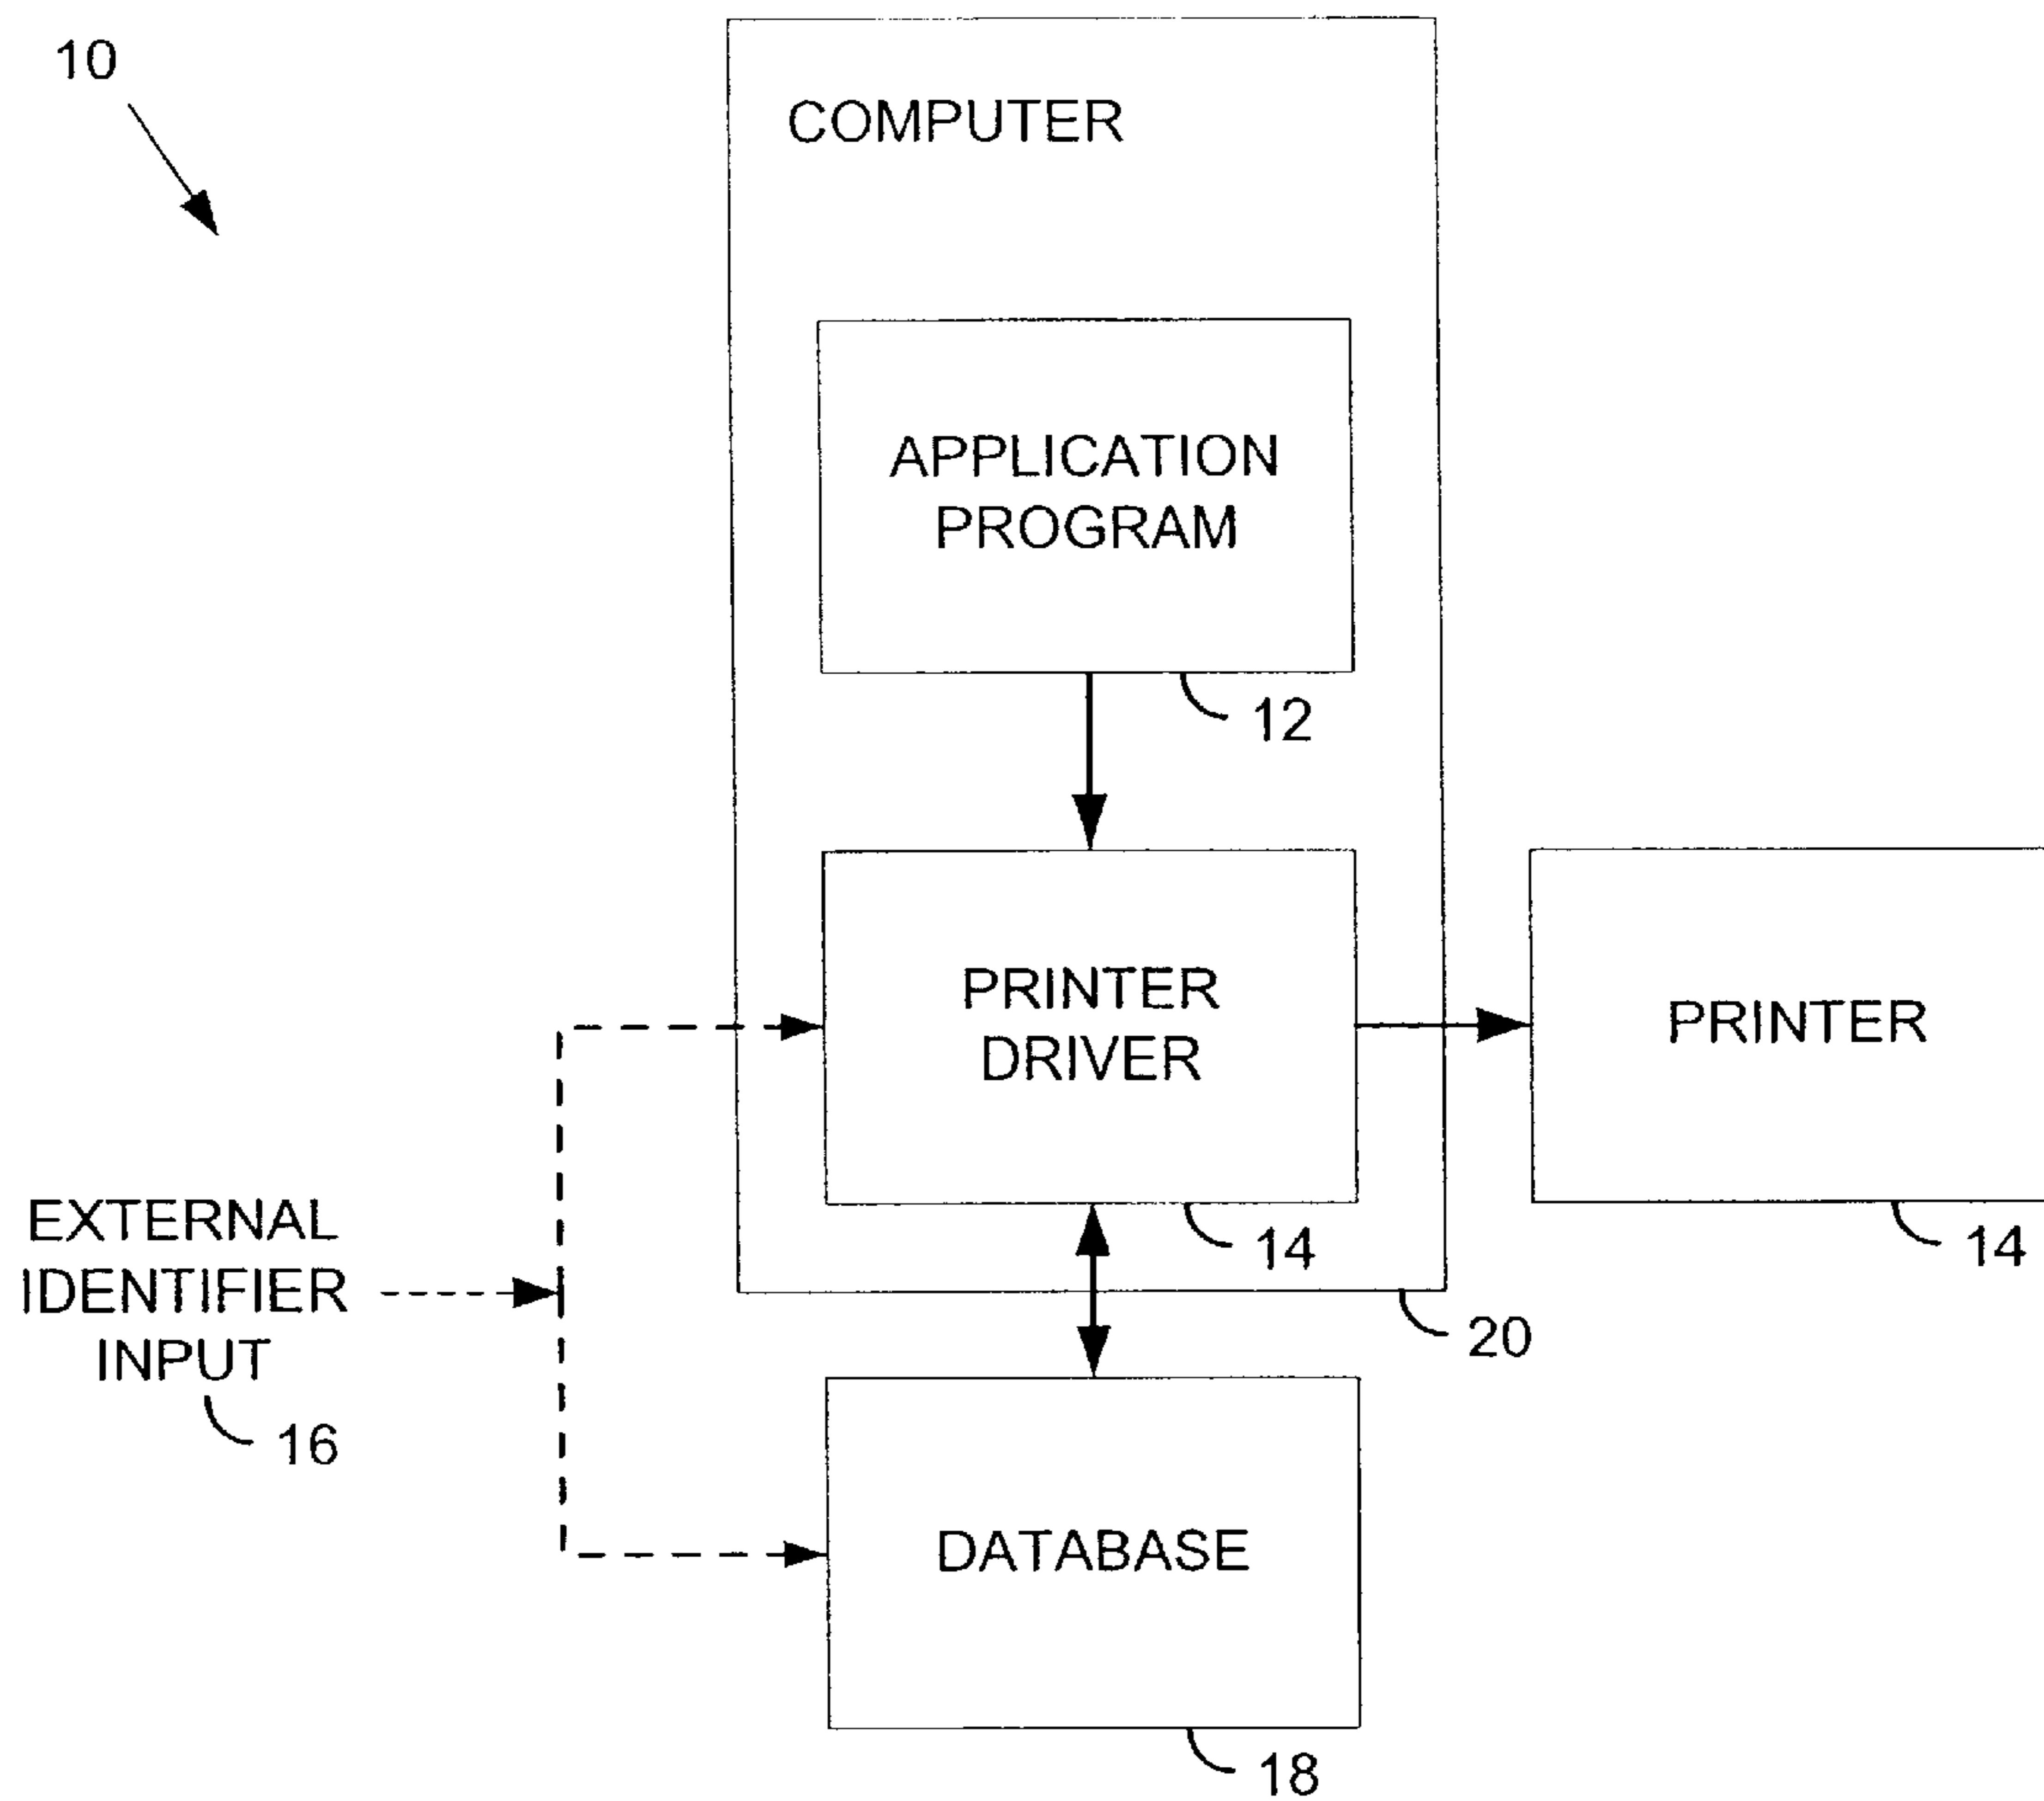 10
COMPUTER
APPLICATION
PROGRAM
12
PRINTER
DRIVER
14
PRINTER
14
20
EXTERNAL
IDENTIFIER
INPUT
16
DATABASE
18